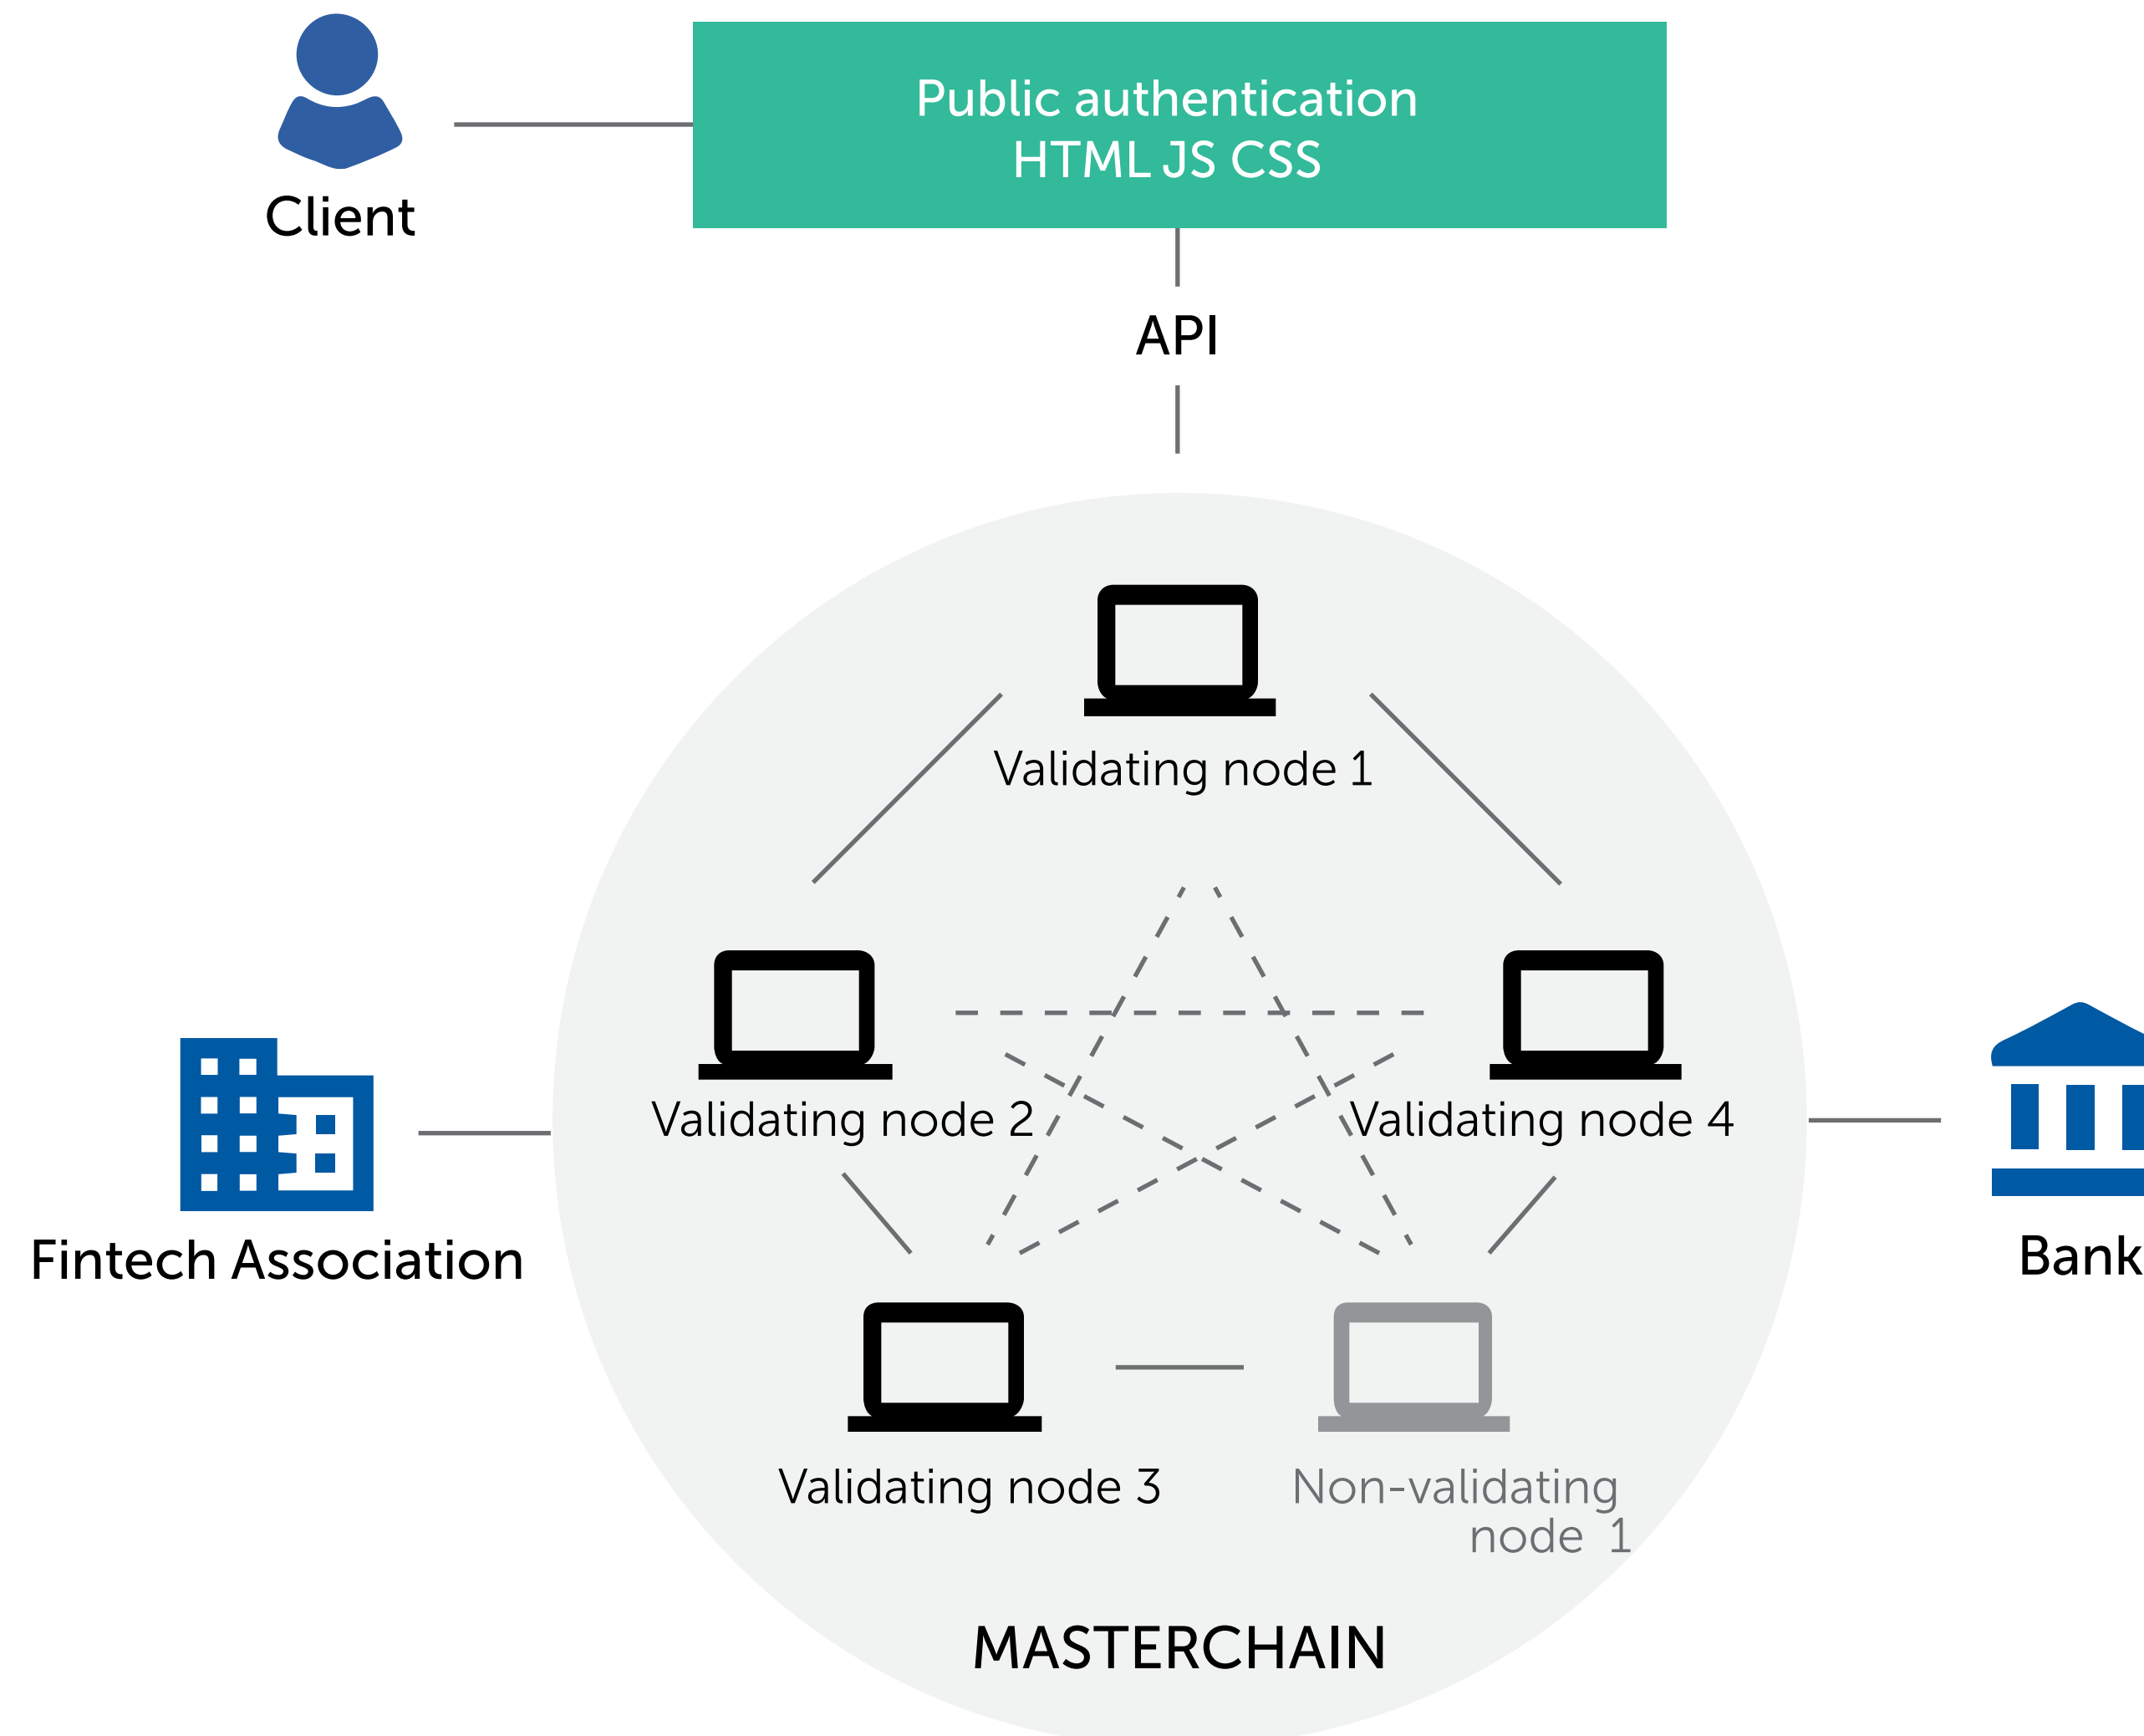 Public authentication
HTML JS CSS
Client
API
Validating node 1
Validating node 2
Validating node 4
Fintech Association
Bank
Validating node 3
Non-validating
node 1
MASTERCHAIN